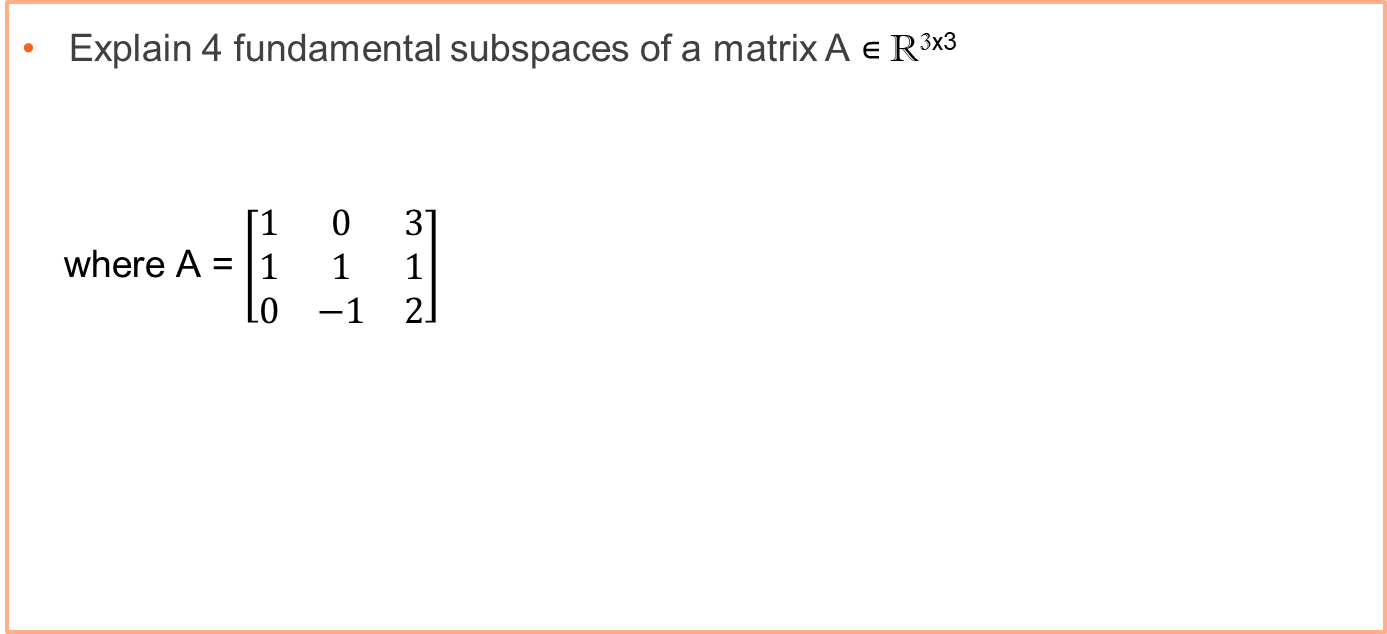 • Explain 4 fundamental subspaces of a matrix A ∈ ℝ³ˣ³
[1 0 3]
where A = [1 1 1]
[0 −1 2]